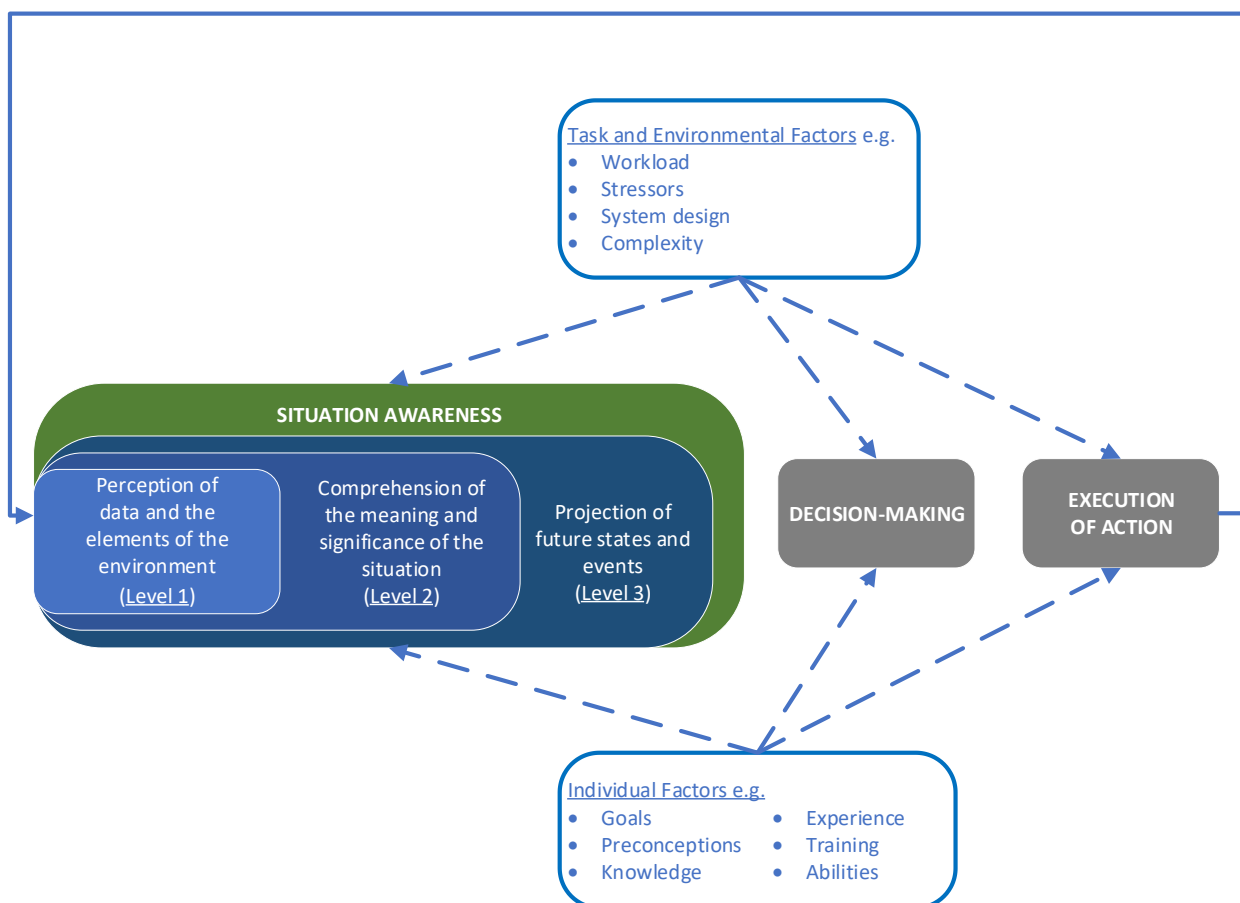 Task and Environmental Factors e.g.
• Workload
• Stressors
• System design
• Complexity
SITUATION AWARENESS
Perception of
data and the
elements of the
environment
(Level 1)
Comprehension of
the meaning and
significance of the
situation
(Level 2)
Projection of
future states and
events
(Level 3)
DECISION-MAKING
EXECUTION
OF ACTION
Individual Factors e.g.
• Goals
• Preconceptions
• Knowledge
• Experience
• Training
• Abilities